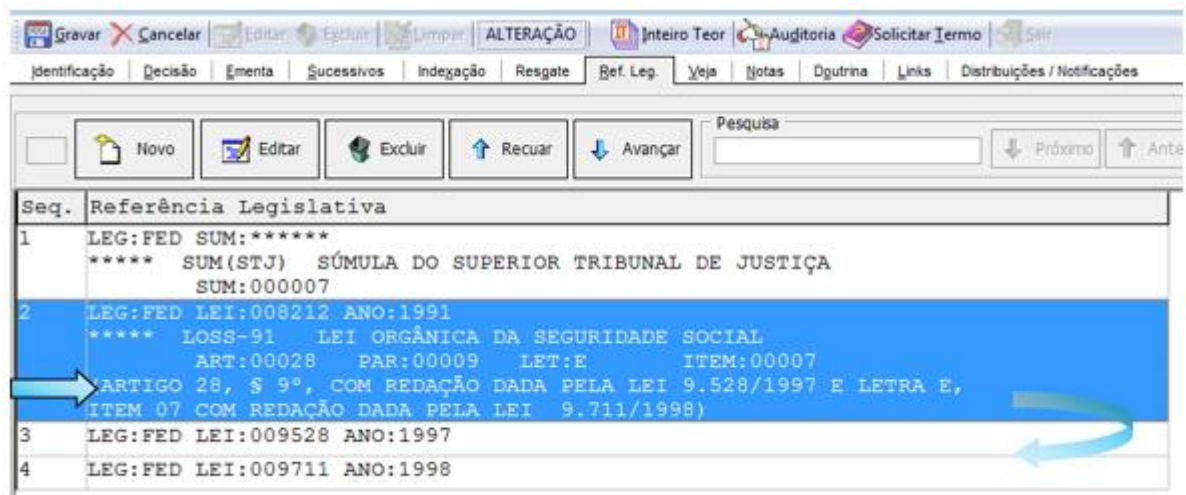 Gravar Cancelar Editar Excluir Limpar ALTERAÇÃO Inteiro Teor Auditoria Solicitar Termo Sair
Identificação Decisão Ementa Sucessivos Indexação Resgate Ref. Leg. Veja Notas Doutrina Links Distribuições / Notificações
Pesquisa
Novo Editar Excluir Recuar Avançar Próximo Ante
Seq. Referência Legislativa
1 LEG:FED SUM:******
***** SUM(STJ) SÚMULA DO SUPERIOR TRIBUNAL DE JUSTIÇA
SUM:000007
2 LEG:FED LEI:008212 ANO:1991
***** LOSS-91 LEI ORGÂNICA DA SEGURIDADE SOCIAL
ART:00028 PAR:00009 LET:E ITEM:00007
ARTIGO 28, § 9º, COM REDAÇÃO DADA PELA LEI 9.528/1997 E LETRA E,
ITEM 07 COM REDAÇÃO DADA PELA LEI 9.711/1998)
3 LEG:FED LEI:009528 ANO:1997
4 LEG:FED LEI:009711 ANO:1998